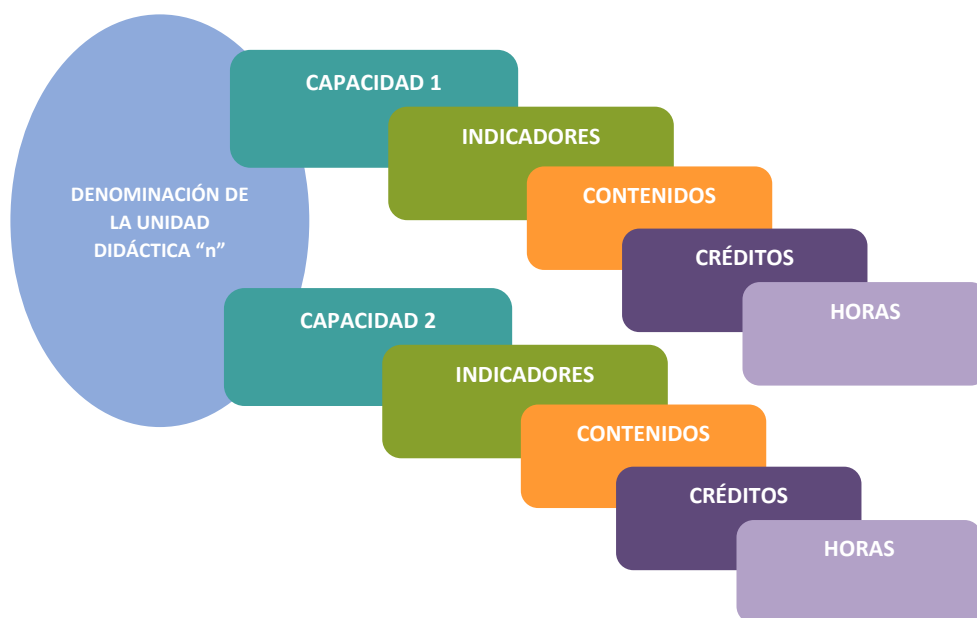 DENOMINACIÓN DE
LA UNIDAD
DIDÁCTICA “n”
CAPACIDAD 1
INDICADORES
CONTENIDOS
CRÉDITOS
HORAS
CAPACIDAD 2
INDICADORES
CONTENIDOS
CRÉDITOS
HORAS